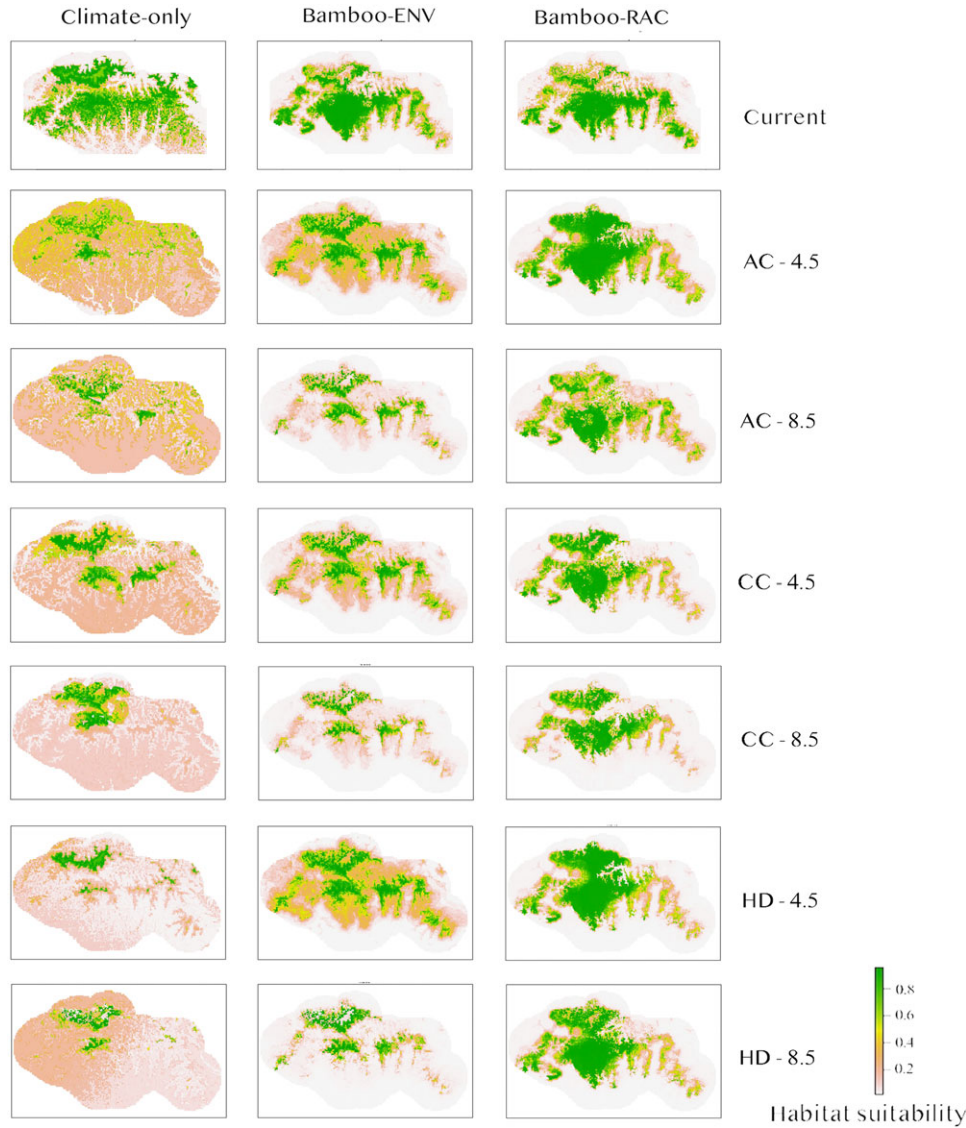 Climate-only Bamboo-ENV Bamboo-RAC
Current
AC - 4.5
AC - 8.5
CC - 4.5
CC - 8.5
HD - 4.5
HD - 8.5
0.8
0.6
0.4
0.2
Habitat suitability